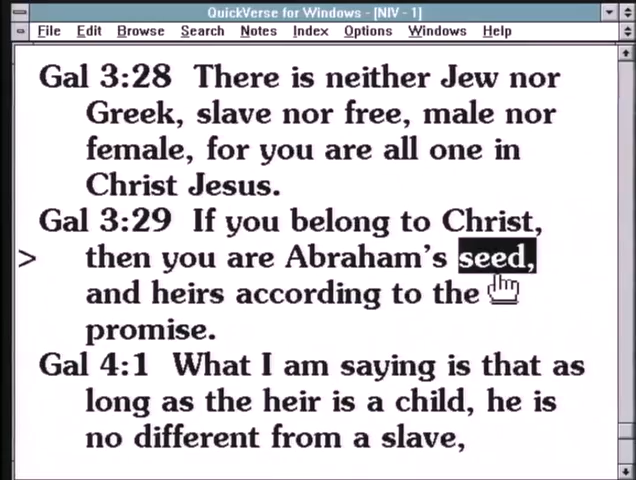 QuickVerse for Windows - [NIV - 1]
File Edit Browse Search Notes Index Options Windows Help
Gal 3:28 There is neither Jew nor
Greek, slave nor free, male nor
female, for you are all one in
Christ Jesus.
Gal 3:29 If you belong to Christ,
> then you are Abraham's seed,
and heirs according to the
promise.
Gal 4:1 What I am saying is that as
long as the heir is a child, he is
no different from a slave,